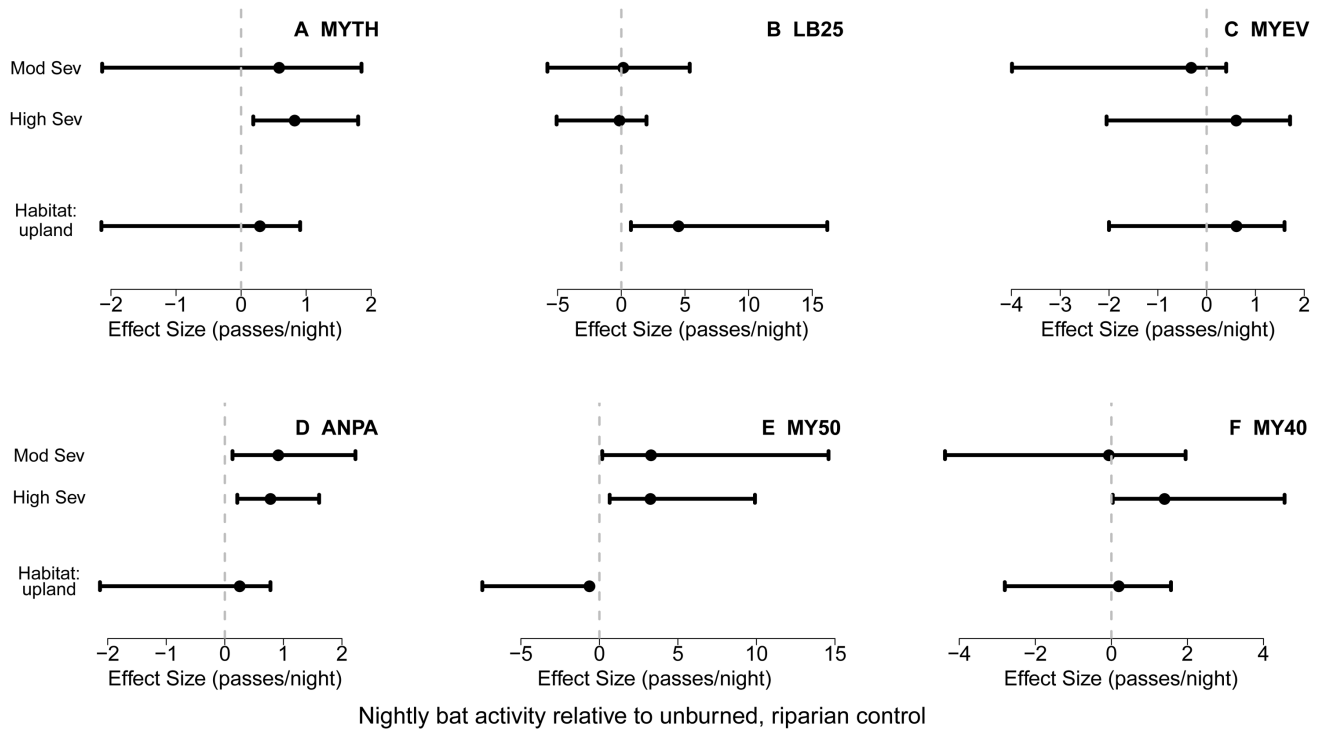 A MYTH
B LB25
C MYEV
Mod Sev
High Sev
Habitat:
upland
−2 −1 0 1 2
−5 0 5 10 15
−4 −3 −2 −1 0 1 2
Effect Size (passes/night)
Effect Size (passes/night)
Effect Size (passes/night)
D ANPA
E MY50
F MY40
Mod Sev
High Sev
Habitat:
upland
−2 −1 0 1 2
−5 0 5 10 15
−4 −2 0 2 4
Effect Size (passes/night)
Effect Size (passes/night)
Effect Size (passes/night)
Nightly bat activity relative to unburned, riparian control